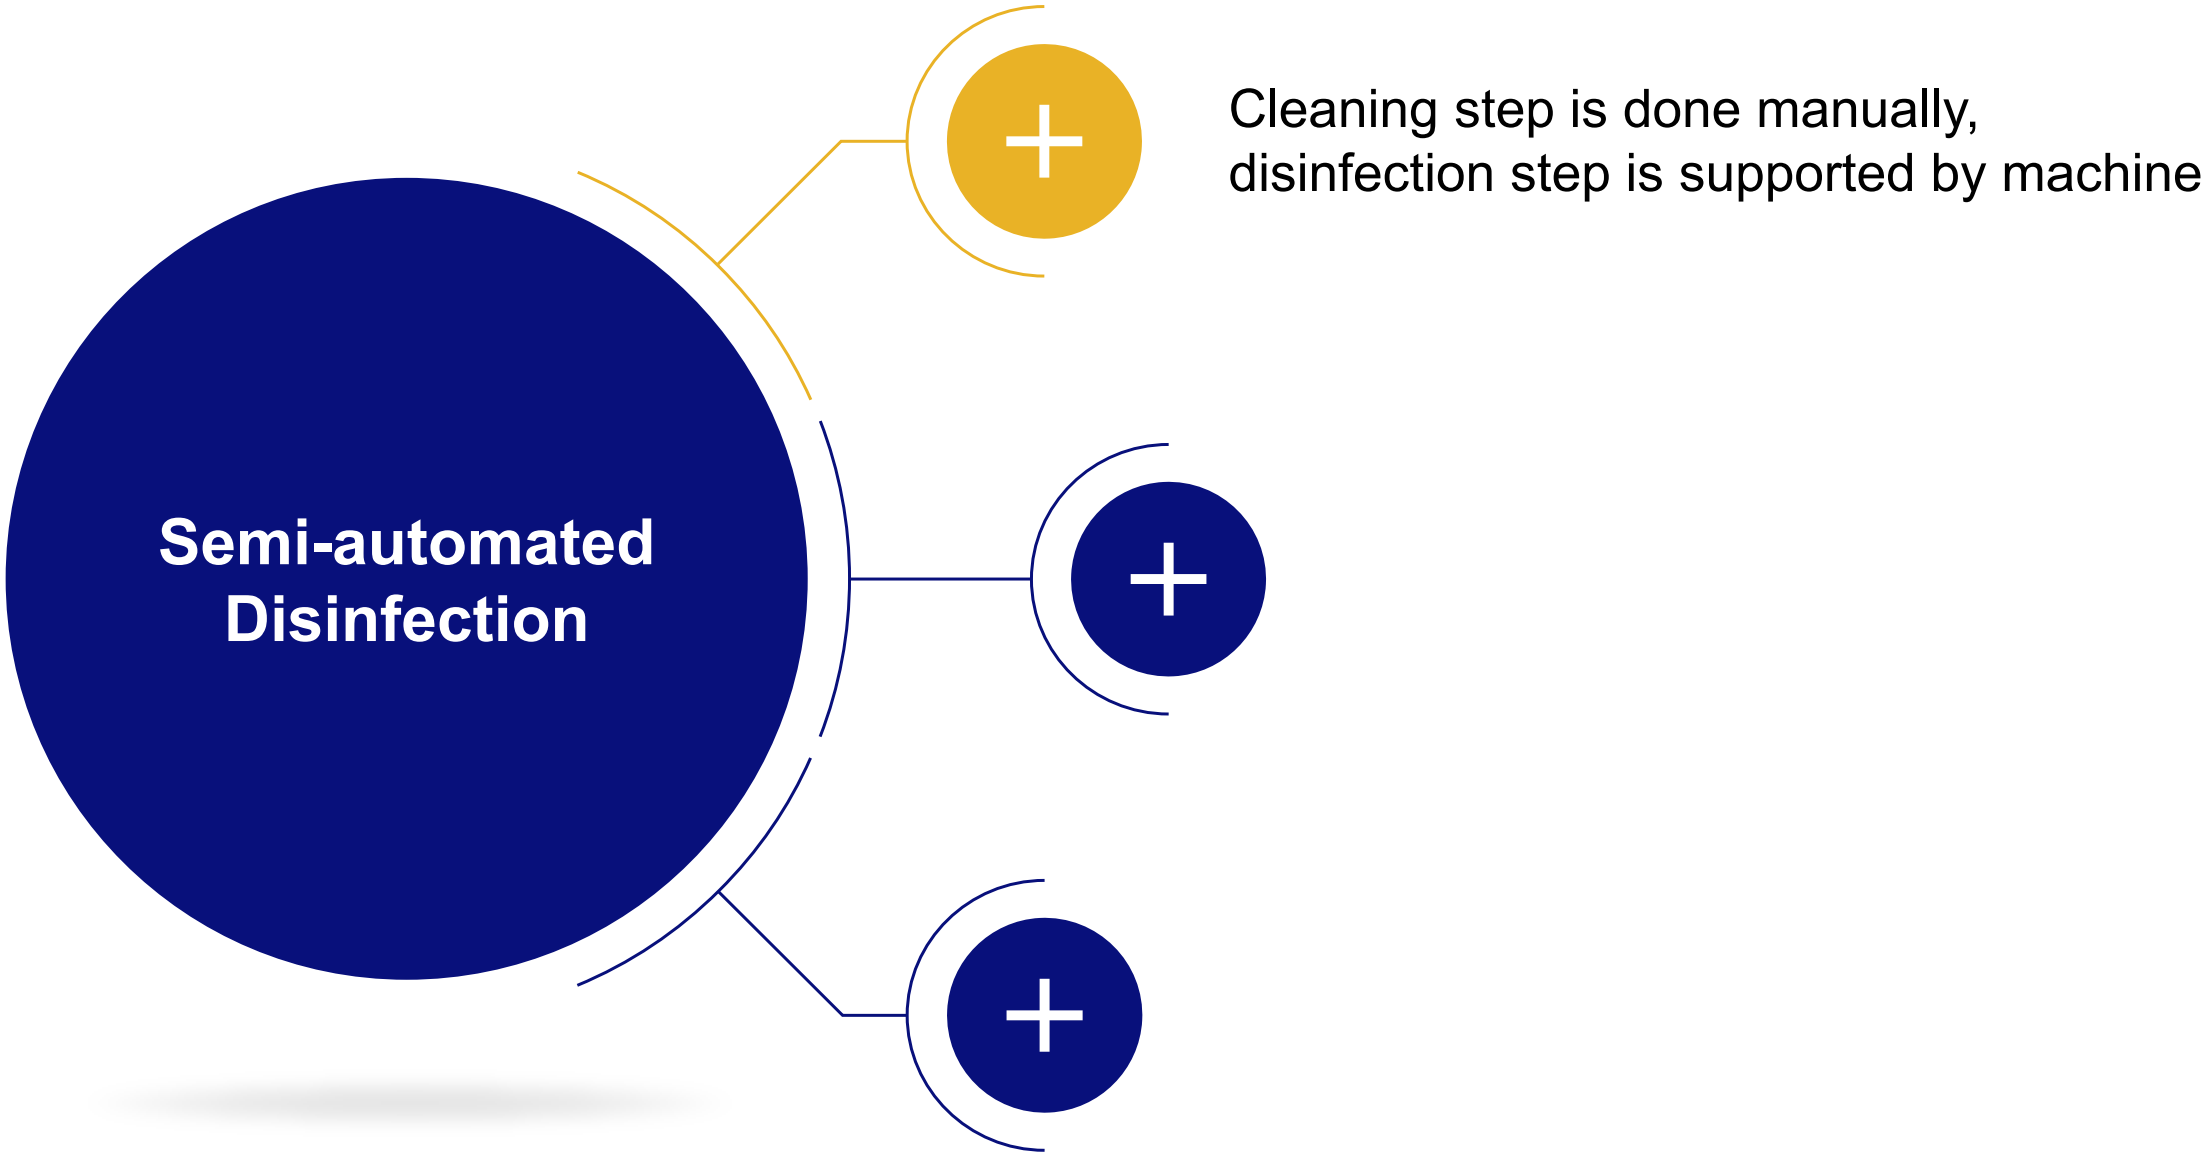 Cleaning step is done manually,
disinfection step is supported by machine
Semi-automated
Disinfection